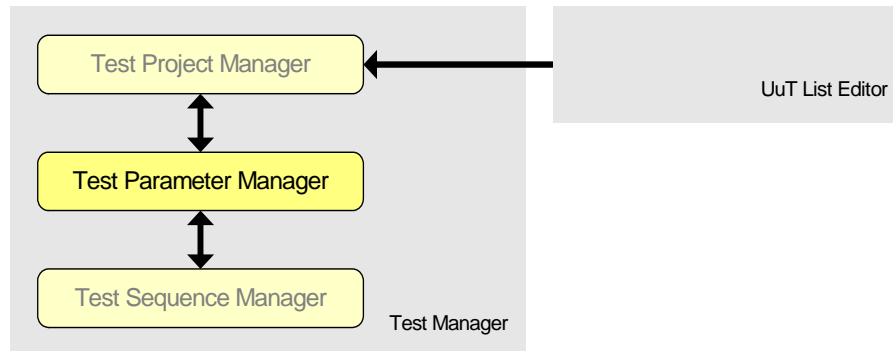 Test Project Manager
UuT List Editor
Test Parameter Manager
Test Sequence Manager
Test Manager